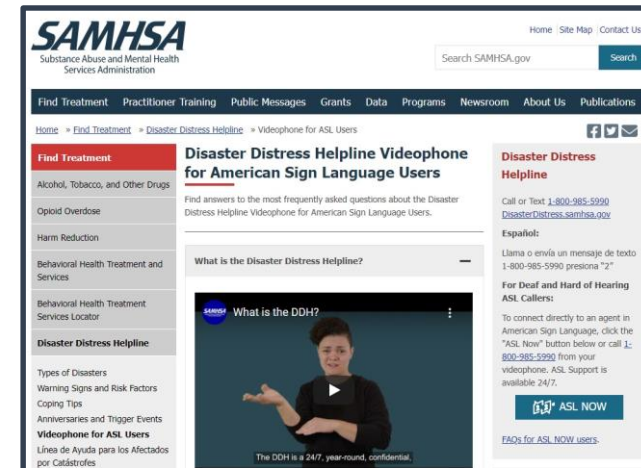 SAMHSA
Substance Abuse and Mental Health
Services Administration
Home Site Map Contact Us
Search SAMHSA.gov
Search
Find Treatment Practitioner Training Public Messages Grants Data Programs Newsroom About Us Publications
Home » Find Treatment » Disaster Distress Helpline » Videophone for ASL Users
Find Treatment
Alcohol, Tobacco, and Other Drugs
Opioid Overdose
Harm Reduction
Behavioral Health Treatment and
Services
Behavioral Health Treatment
Services Locator
Disaster Distress Helpline
Types of Disasters
Warning Signs and Risk Factors
Coping Tips
Anniversaries and Trigger Events
Videophone for ASL Users
Línea de Ayuda para los Afectados
por Catástrofes
Disaster Distress Helpline Videophone
for American Sign Language Users
Find answers to the most frequently asked questions about the Disaster
Distress Helpline Videophone for American Sign Language Users.
What is the Disaster Distress Helpline?
SAMHSA
What is the DDH?
The DDH is a 24/7, year-round, confidential,
Disaster Distress
Helpline
Call or Text 1-800-985-5990
DisasterDistress.samhsa.gov
Español:
Llama o envía un mensaje de texto
1-800-985-5990 presiona "2"
For Deaf and Hard of Hearing
ASL Callers:
To connect directly to an agent in
American Sign Language, click the
"ASL Now" button below or call 1-
800-985-5990 from your
videophone. ASL Support is
available 24/7.
ASL NOW
FAQs for ASL NOW users.